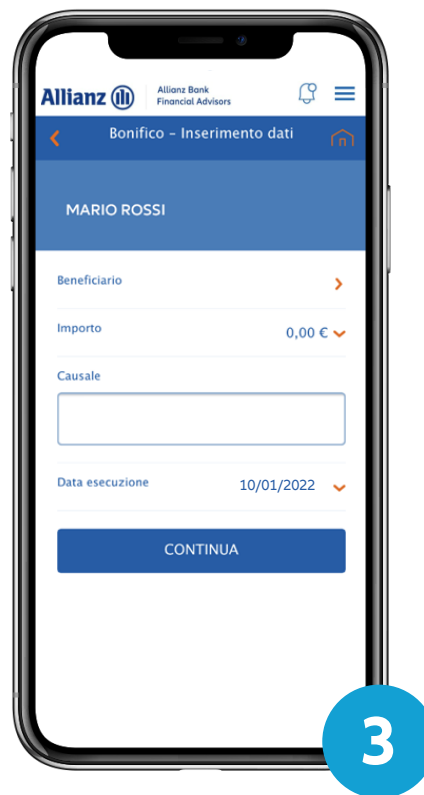 Allianz
Allianz Bank
Financial Advisors
Bonifico – Inserimento dati
MARIO ROSSI
Beneficiario
Importo
0,00 €
Causale
Data esecuzione
10/01/2022
CONTINUA
3